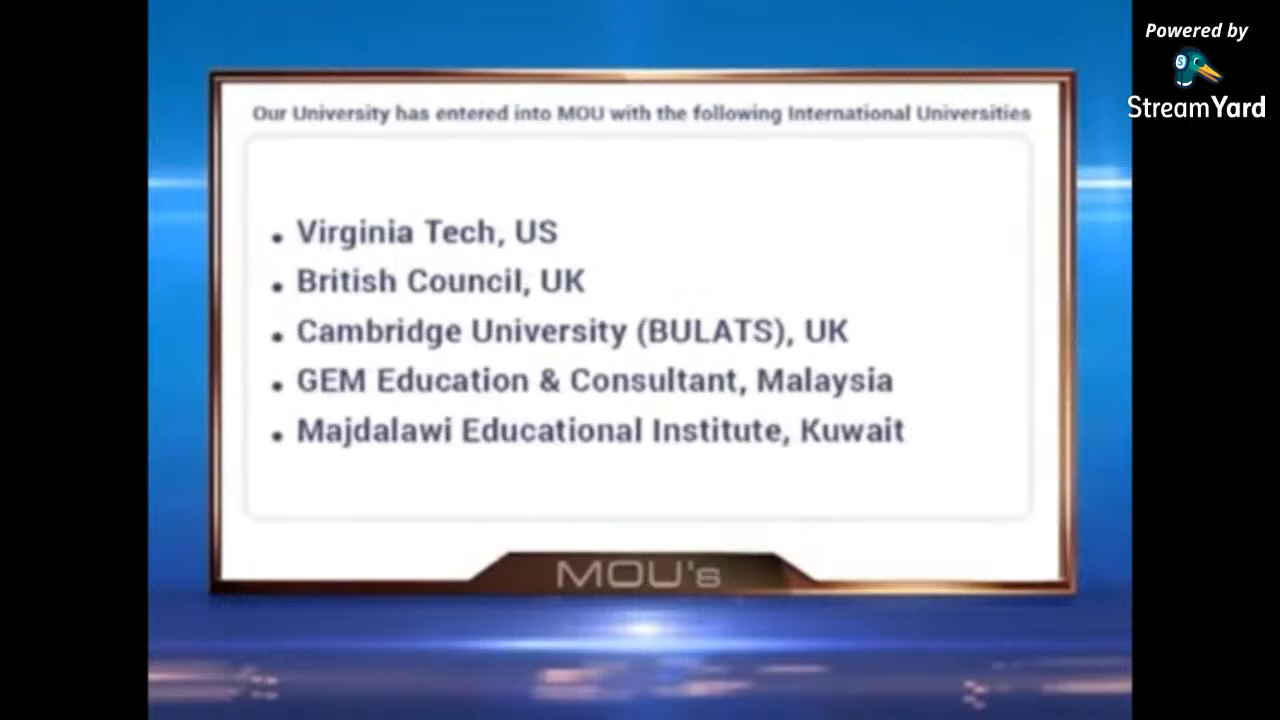 Powered by
StreamYard
Our University has entered into MOU with the following International Universities
• Virginia Tech, US
• British Council, UK
• Cambridge University (BULATS), UK
• GEM Education & Consultant, Malaysia
• Majdalawi Educational Institute, Kuwait
MOU's